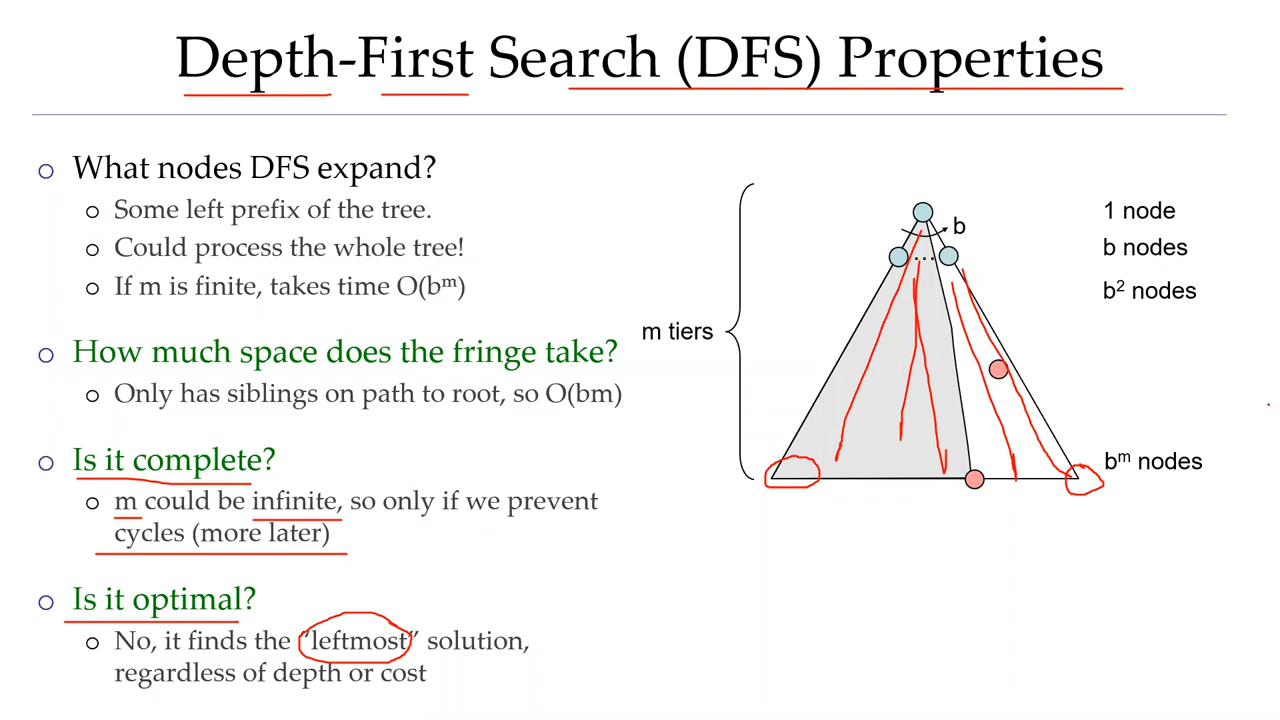 Depth-First Search (DFS) Properties
o What nodes DFS expand?
o Some left prefix of the tree.
o Could process the whole tree!
o If m is finite, takes time O(bᵐ)
o How much space does the fringe take?
o Only has siblings on path to root, so O(bm)
o Is it complete?
o m could be infinite, so only if we prevent
cycles (more later)
o Is it optimal?
o No, it finds the “leftmost” solution,
regardless of depth or cost
m tiers
b
...
1 node
b nodes
b² nodes
bᵐ nodes